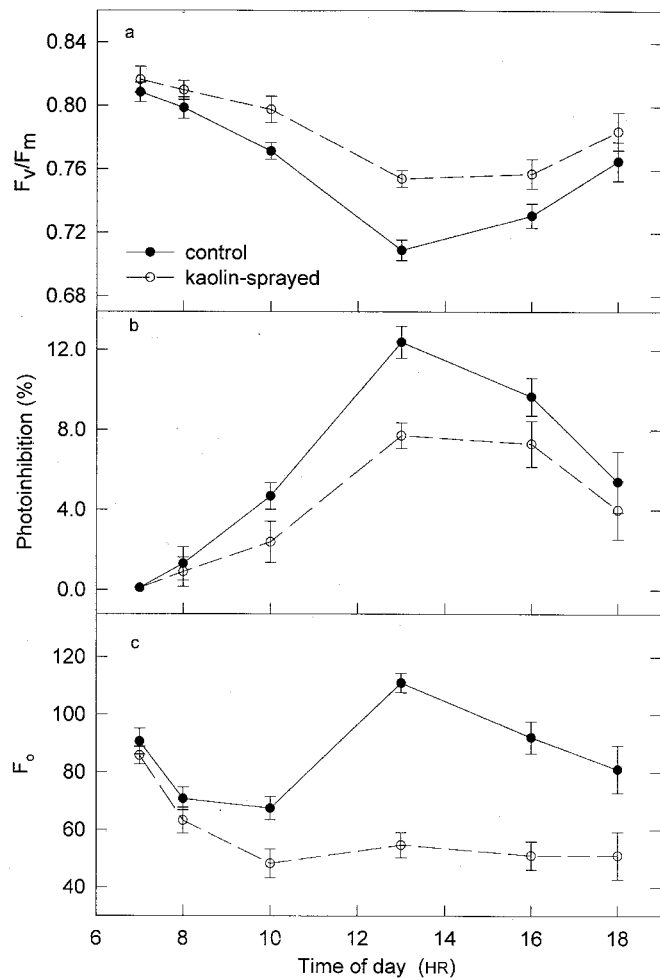 a
0.84
0.80
0.76
0.72
0.68
Fv/Fm
control
kaolin-sprayed
b
12.0
8.0
4.0
0.0
Photoinhibition (%)
c
120
100
80
60
40
Fo
6 8 10 12 14 16 18
Time of day (HR)